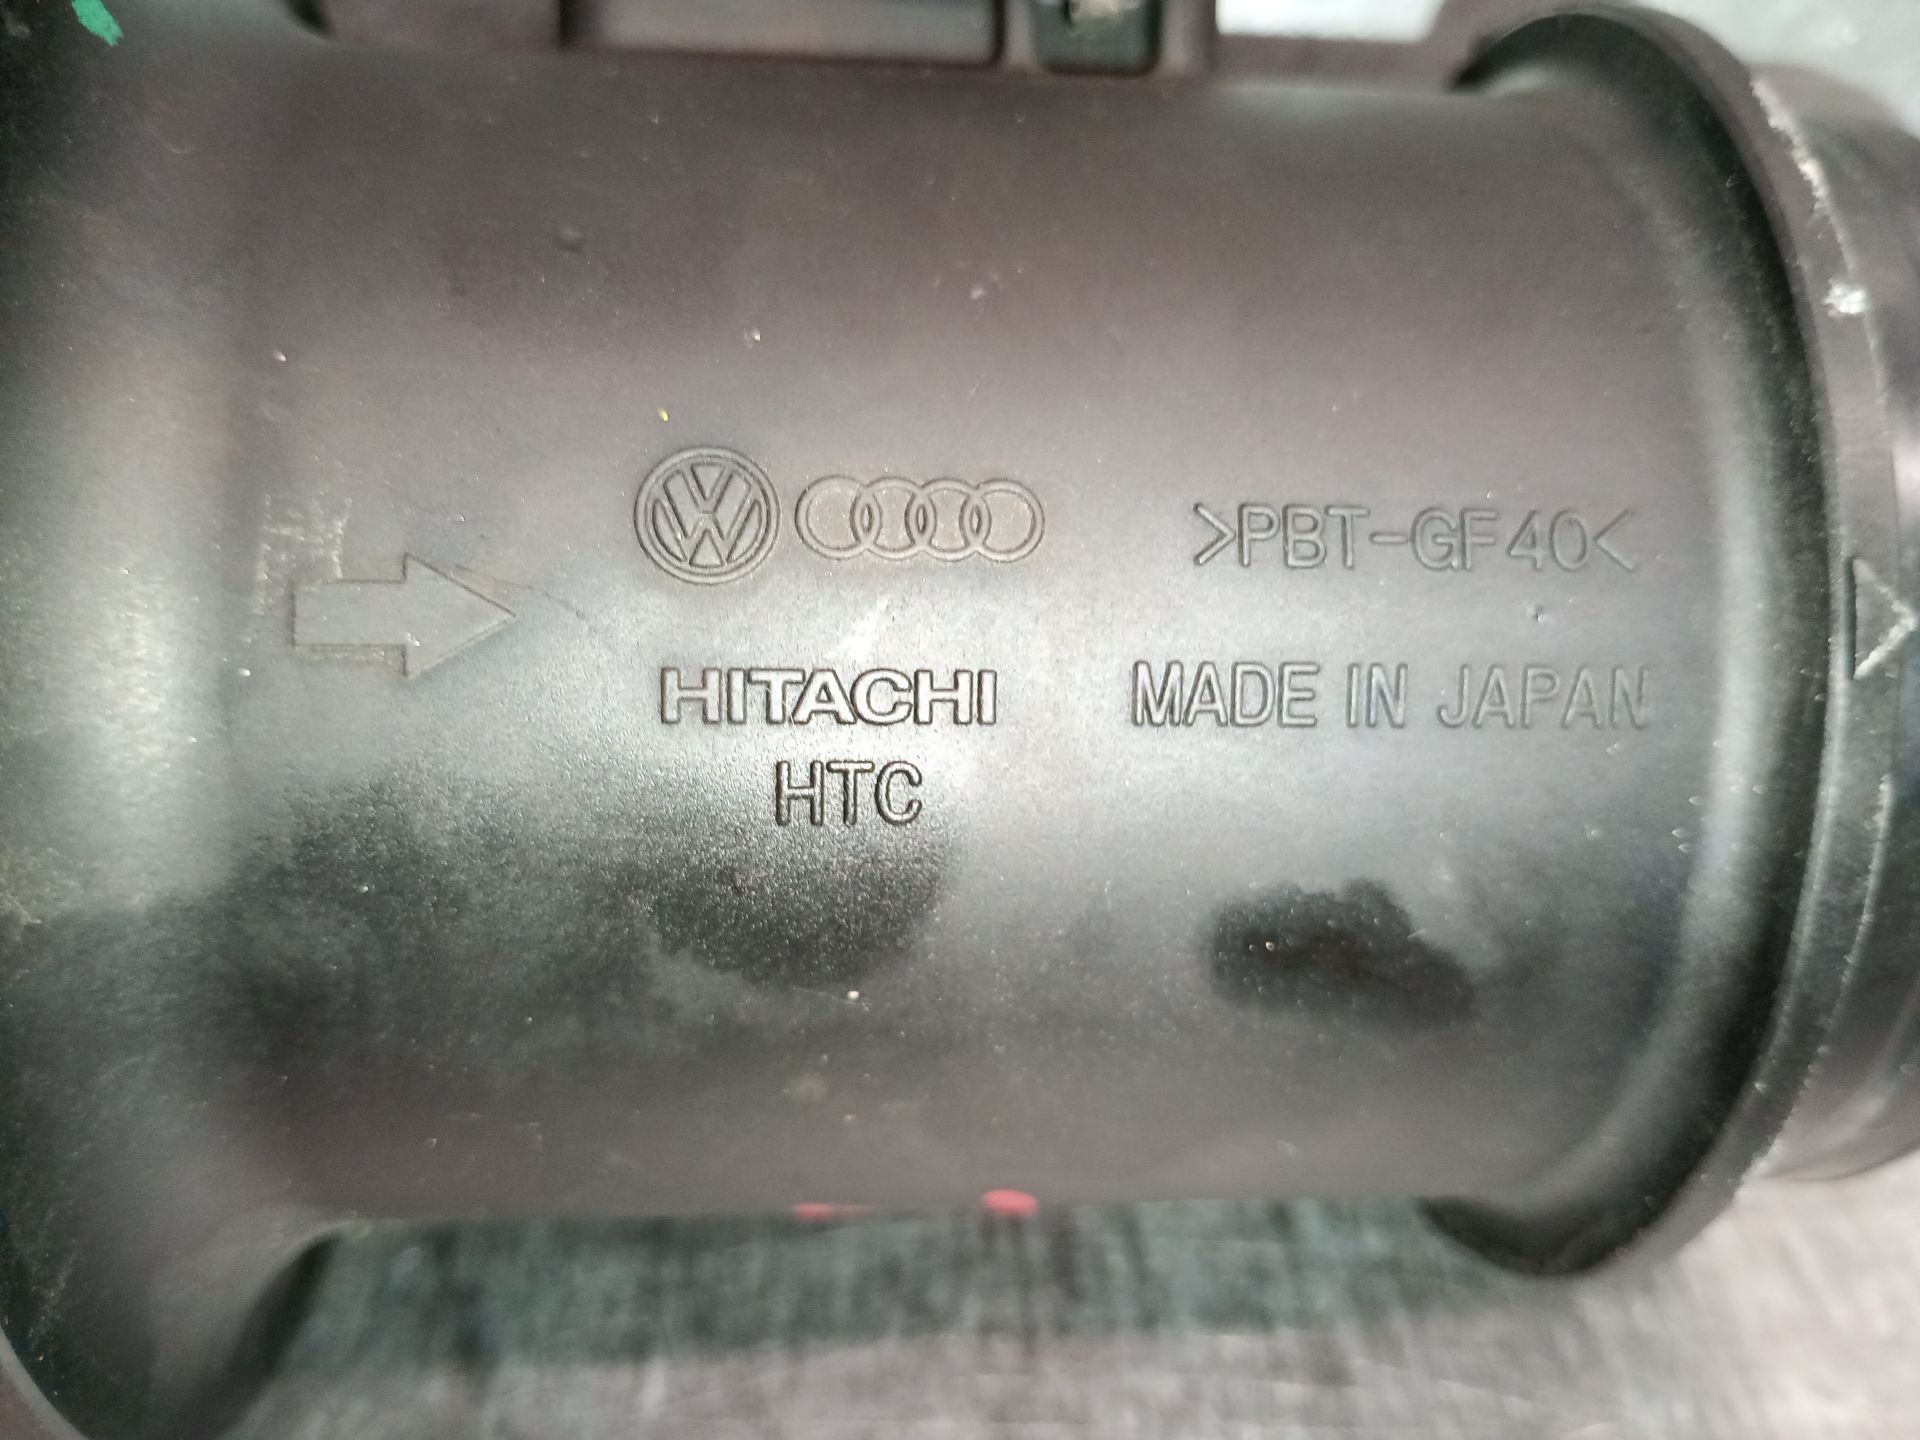 >PBT-GF40<
HITACHI
MADE IN JAPAN
HTC